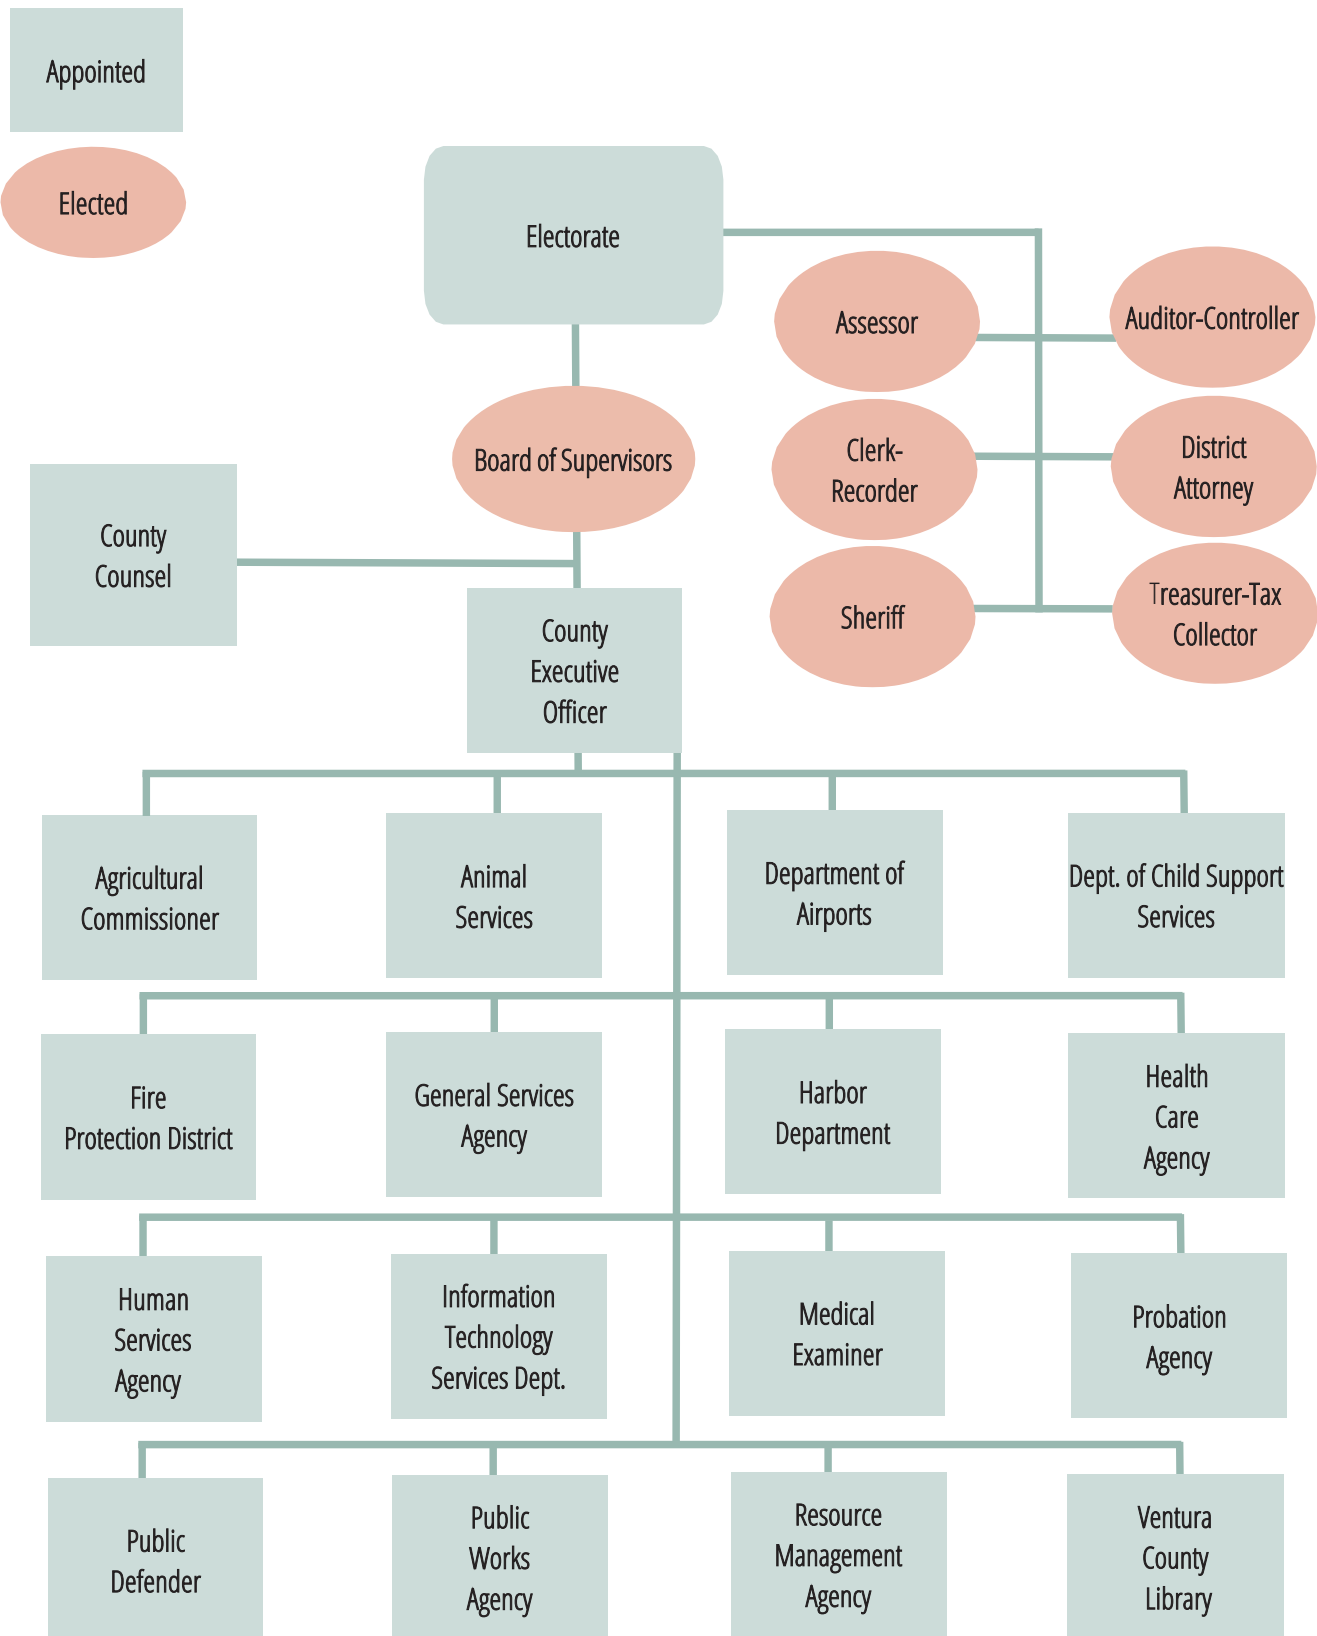 Appointed
Elected
Electorate
Assessor
Auditor-Controller
Board of Supervisors
Clerk-
Recorder
District
Attorney
County
Counsel
Sheriff
Treasurer-Tax
Collector
County
Executive
Officer
Agricultural
Commissioner
Animal
Services
Department of
Airports
Dept. of Child Support
Services
Fire
Protection District
General Services
Agency
Harbor
Department
Health
Care
Agency
Human
Services
Agency
Information
Technology
Services Dept.
Medical
Examiner
Probation
Agency
Public
Defender
Public
Works
Agency
Resource
Management
Agency
Ventura
County
Library